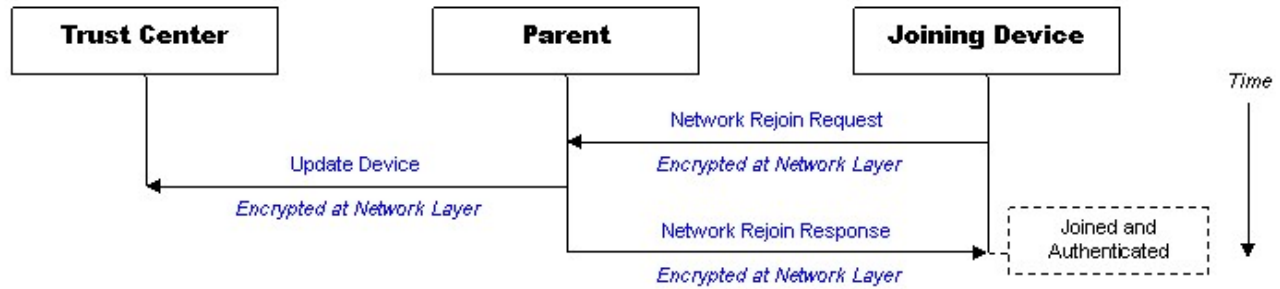 Trust Center
Parent
Joining Device
Time
Network Rejoin Request
Encrypted at Network Layer
Update Device
Encrypted at Network Layer
Network Rejoin Response
Encrypted at Network Layer
Joined and
Authenticated